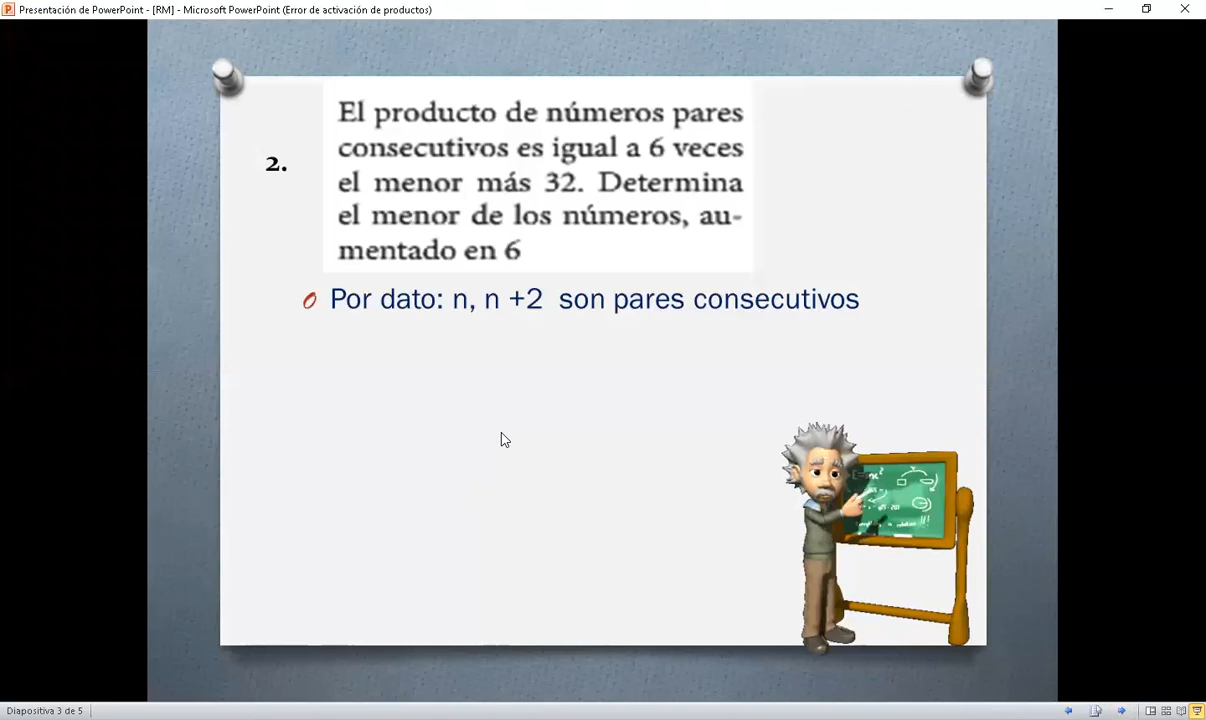 Presentación de PowerPoint - [RM] - Microsoft PowerPoint (Error de activación de productos)
2.
El producto de números pares
consecutivos es igual a 6 veces
el menor más 32. Determina
el menor de los números, au-
mentado en 6
Por dato: n, n +2 son pares consecutivos
Diapositiva 3 de 5